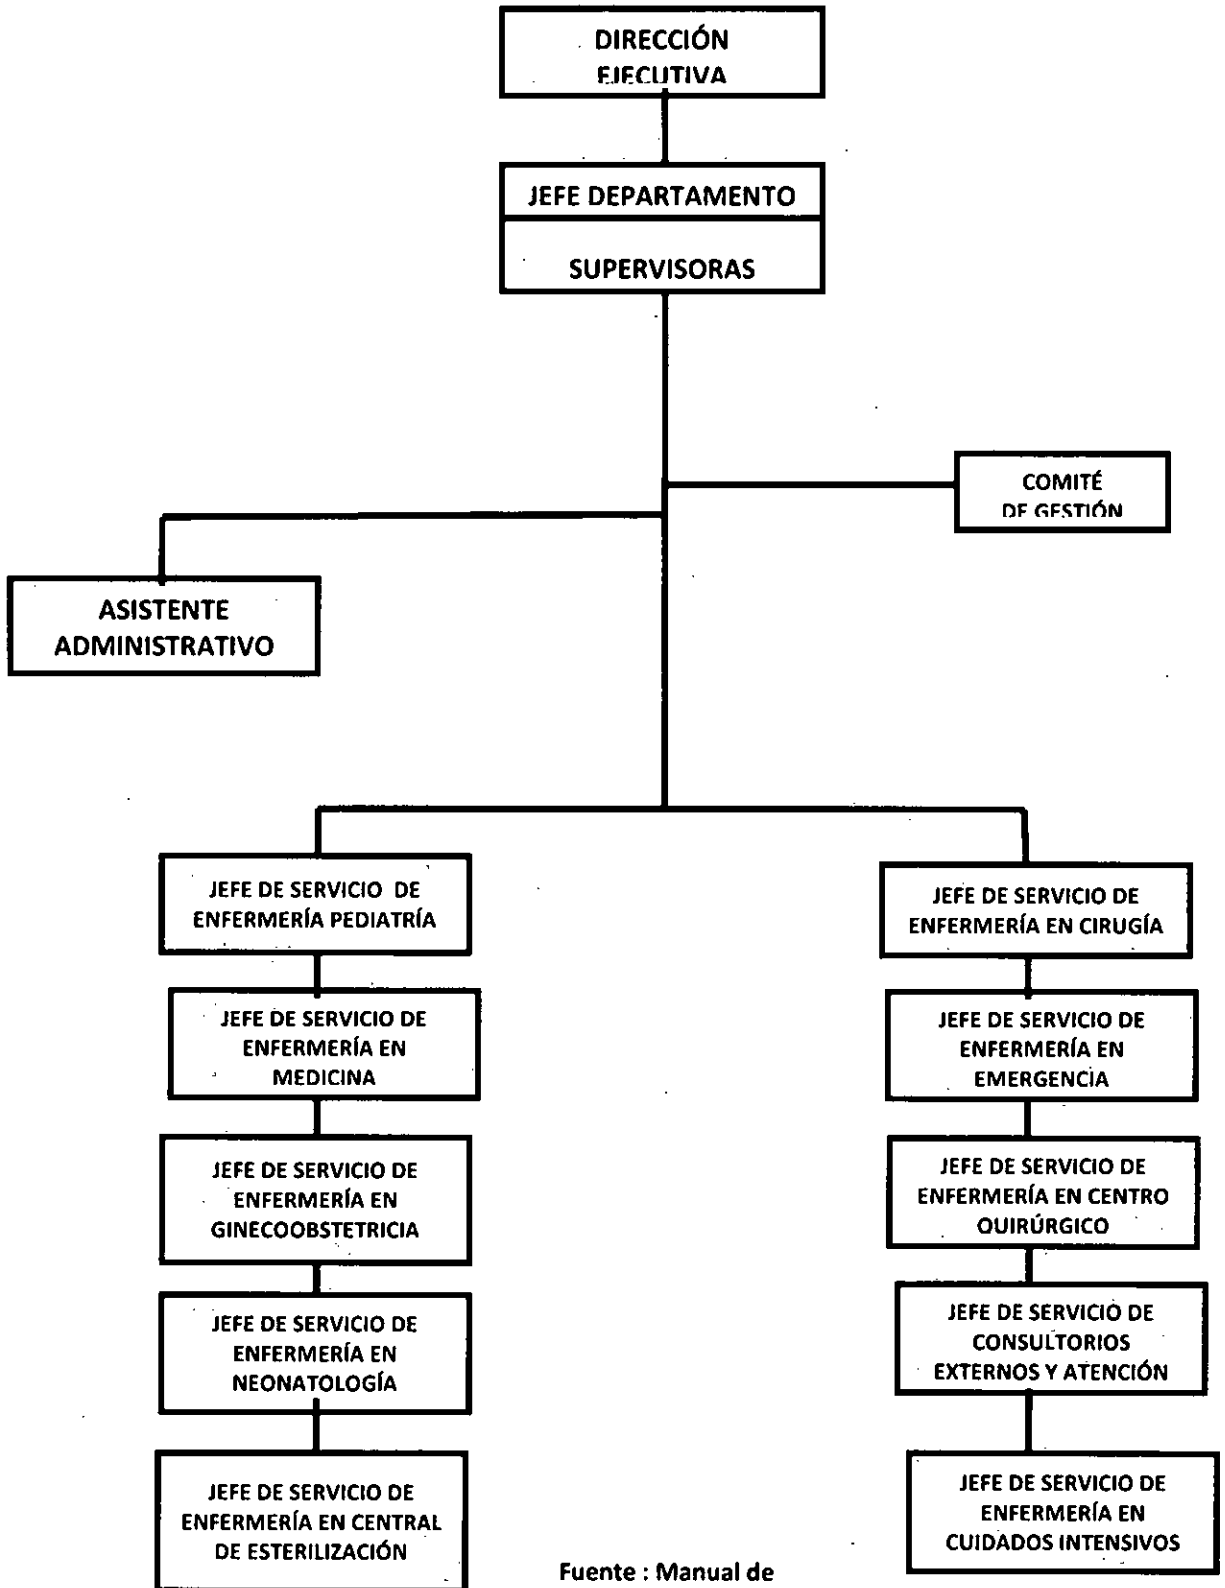 DIRECCIÓN
EJECUTIVA
JEFE DEPARTAMENTO
SUPERVISORAS
COMITÉ
DE GESTIÓN
ASISTENTE
ADMINISTRATIVO
JEFE DE SERVICIO DE
ENFERMERÍA PEDIATRÍA
JEFE DE SERVICIO DE
ENFERMERÍA EN
MEDICINA
JEFE DE SERVICIO DE
ENFERMERÍA EN
GINECOOBSTETRICIA
JEFE DE SERVICIO DE
ENFERMERÍA EN
NEONATOLOGÍA
JEFE DE SERVICIO DE
ENFERMERÍA EN CENTRAL
DE ESTERILIZACIÓN
JEFE DE SERVICIO DE
ENFERMERÍA EN CIRUGÍA
JEFE DE SERVICIO DE
ENFERMERÍA EN
EMERGENCIA
JEFE DE SERVICIO DE
ENFERMERÍA EN CENTRO
QUIRÚRGICO
JEFE DE SERVICIO DE
CONSULTORIOS
EXTERNOS Y ATENCIÓN
JEFE DE SERVICIO DE
ENFERMERÍA EN
CUIDADOS INTENSIVOS
Fuente : Manual de